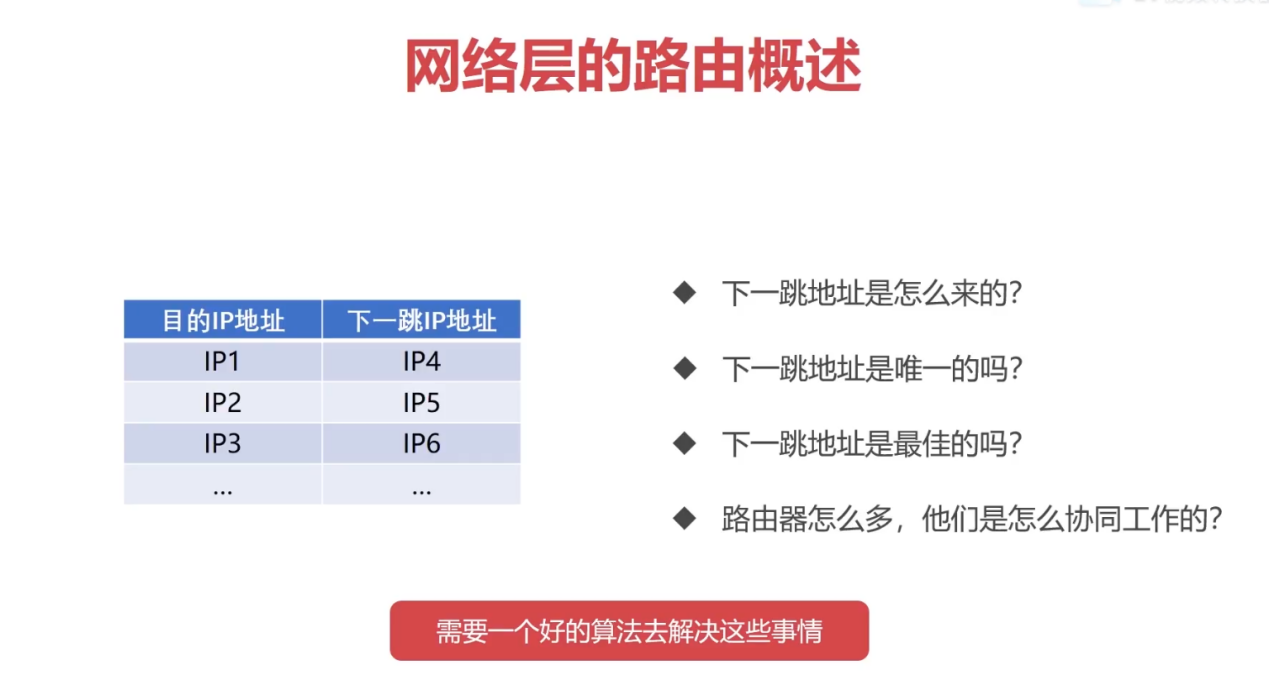 网络层的路由概述
目的IP地址 下一跳IP地址
IP1 IP4
IP2 IP5
IP3 IP6
... ...
◆ 下一跳地址是怎么来的?
◆ 下一跳地址是唯一的吗?
◆ 下一跳地址是最佳的吗?
◆ 路由器怎么多，他们是怎么协同工作的?
需要一个好的算法去解决这些事情